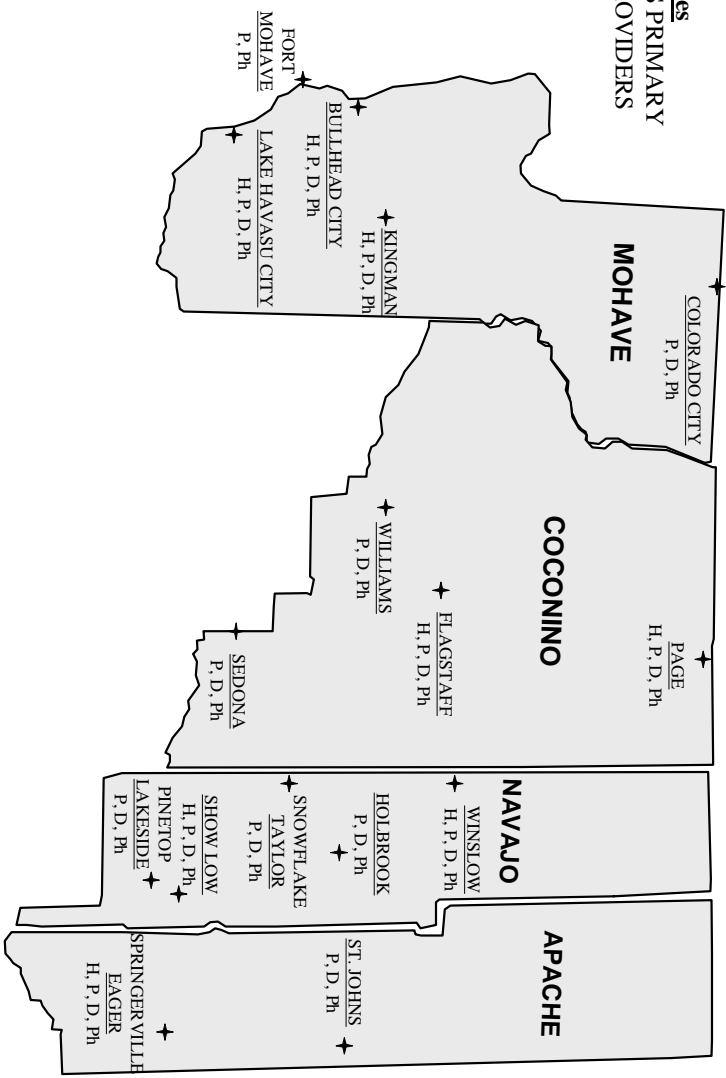 es
S PRIMARY
OVIDERS
COLORADO CITY
P, D, Ph
MOHAVE
KINGMAN
H, P, D, Ph
BULLHEAD CITY
H, P, D, Ph
FORT
MOHAVE
P, Ph
LAKE HAVASU CITY
H, P, D, Ph
COCONINO
PAGE
H, P, D, Ph
FLAGSTAFF
H, P, D, Ph
WILLIAMS
P, D, Ph
SEDONA
P, D, Ph
NAVAJO
WINSLOW
H, P, D, Ph
HOLBROOK
P, D, Ph
SNOWFLAKE
TAYLOR
P, D, Ph
SHOW LOW
H, P, D, Ph
PINETOP
LAKESIDE
P, D, Ph
APACHE
ST. JOHNS
P, D, Ph
SPRINGERVILLE
EAGER
H, P, D, Ph